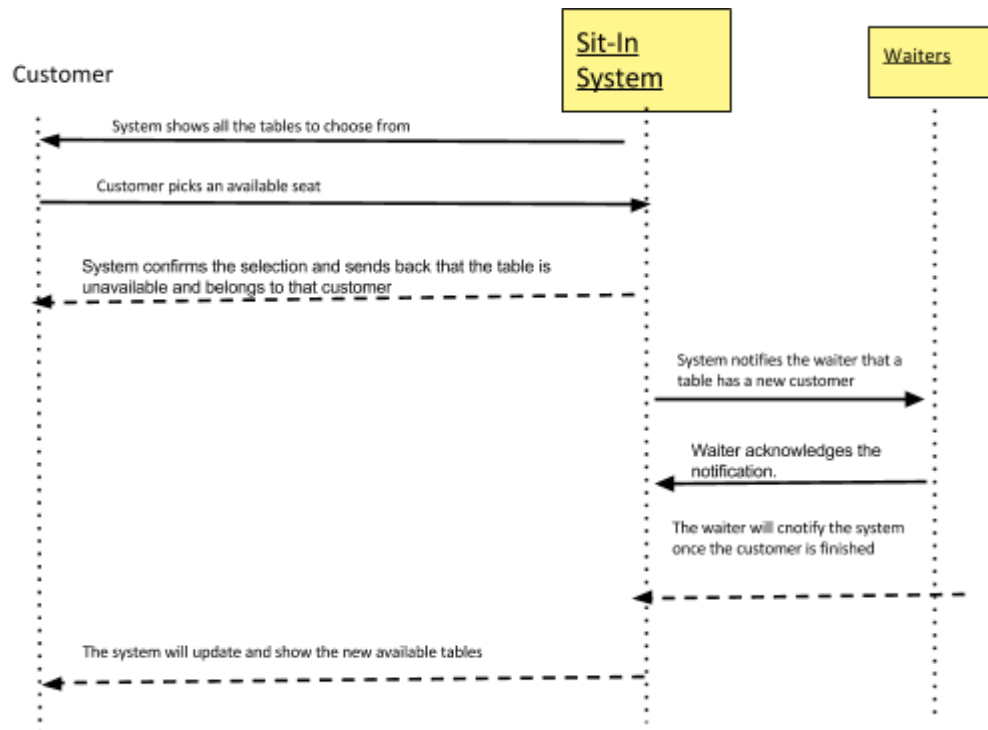 Sit-In
System
Waiters
Customer
System shows all the tables to choose from
Customer picks an available seat
System confirms the selection and sends back that the table is
unavailable and belongs to that customer
System notifies the waiter that a
table has a new customer
Waiter acknowledges the
notification.
The waiter will cnotify the system
once the customer is finished
The system will update and show the new available tables